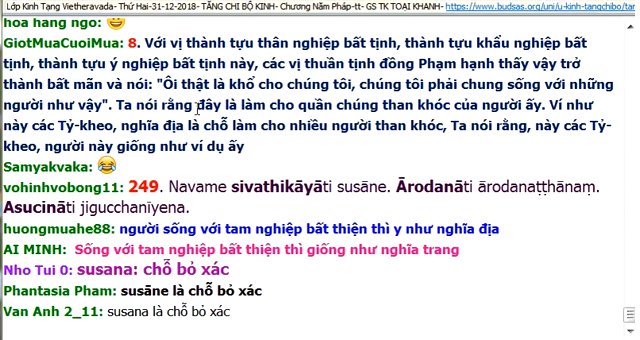 Lớp Kinh Tạng Vietheravada- Thứ Hai-31-12-2018- TĂNG CHI BỘ KINH- Chương Năm Pháp-tt- GS TK TOẠI KHANH- https://www.budsas.org/uni/u-kinh-tangchibo/tan
hoa hang ngo:
GiotMuaCuoiMua: 8. Với vị thành tựu thân nghiệp bất tịnh, thành tựu khẩu nghiệp bất
tịnh, thành tựu ý nghiệp bất tịnh này, các vị thuần tịnh đồng Phạm hạnh thấy vậy trở
thành bất mãn và nói: "Ôi thật là khổ cho chúng tôi, chúng tôi phải chung sống với những
người như vậy". Ta nói rằng đây là làm cho quần chúng than khóc của người ấy. Ví như
này các Tỷ-kheo, nghĩa địa là chỗ làm cho nhiều người than khóc, Ta nói rằng, này các Tỷ-
kheo, người này giống như ví dụ ấy
Samyakvaka:
vohinhvobong11: 249. Navame sivathikāyāti susāne. Ārodanāti ārodanaṭṭhānaṃ.
Asucināti jigucchanīyena.
huongmuahe88: người sống với tam nghiệp bất thiện thì y như nghĩa địa
AI MINH: Sống với tam nghiệp bất thiện thì giống như nghĩa trang
Nho Tui 0: susana: chỗ bỏ xác
Phantasia Pham: susāne là chỗ bỏ xác
Van Anh 2_11: susana là chỗ bỏ xác